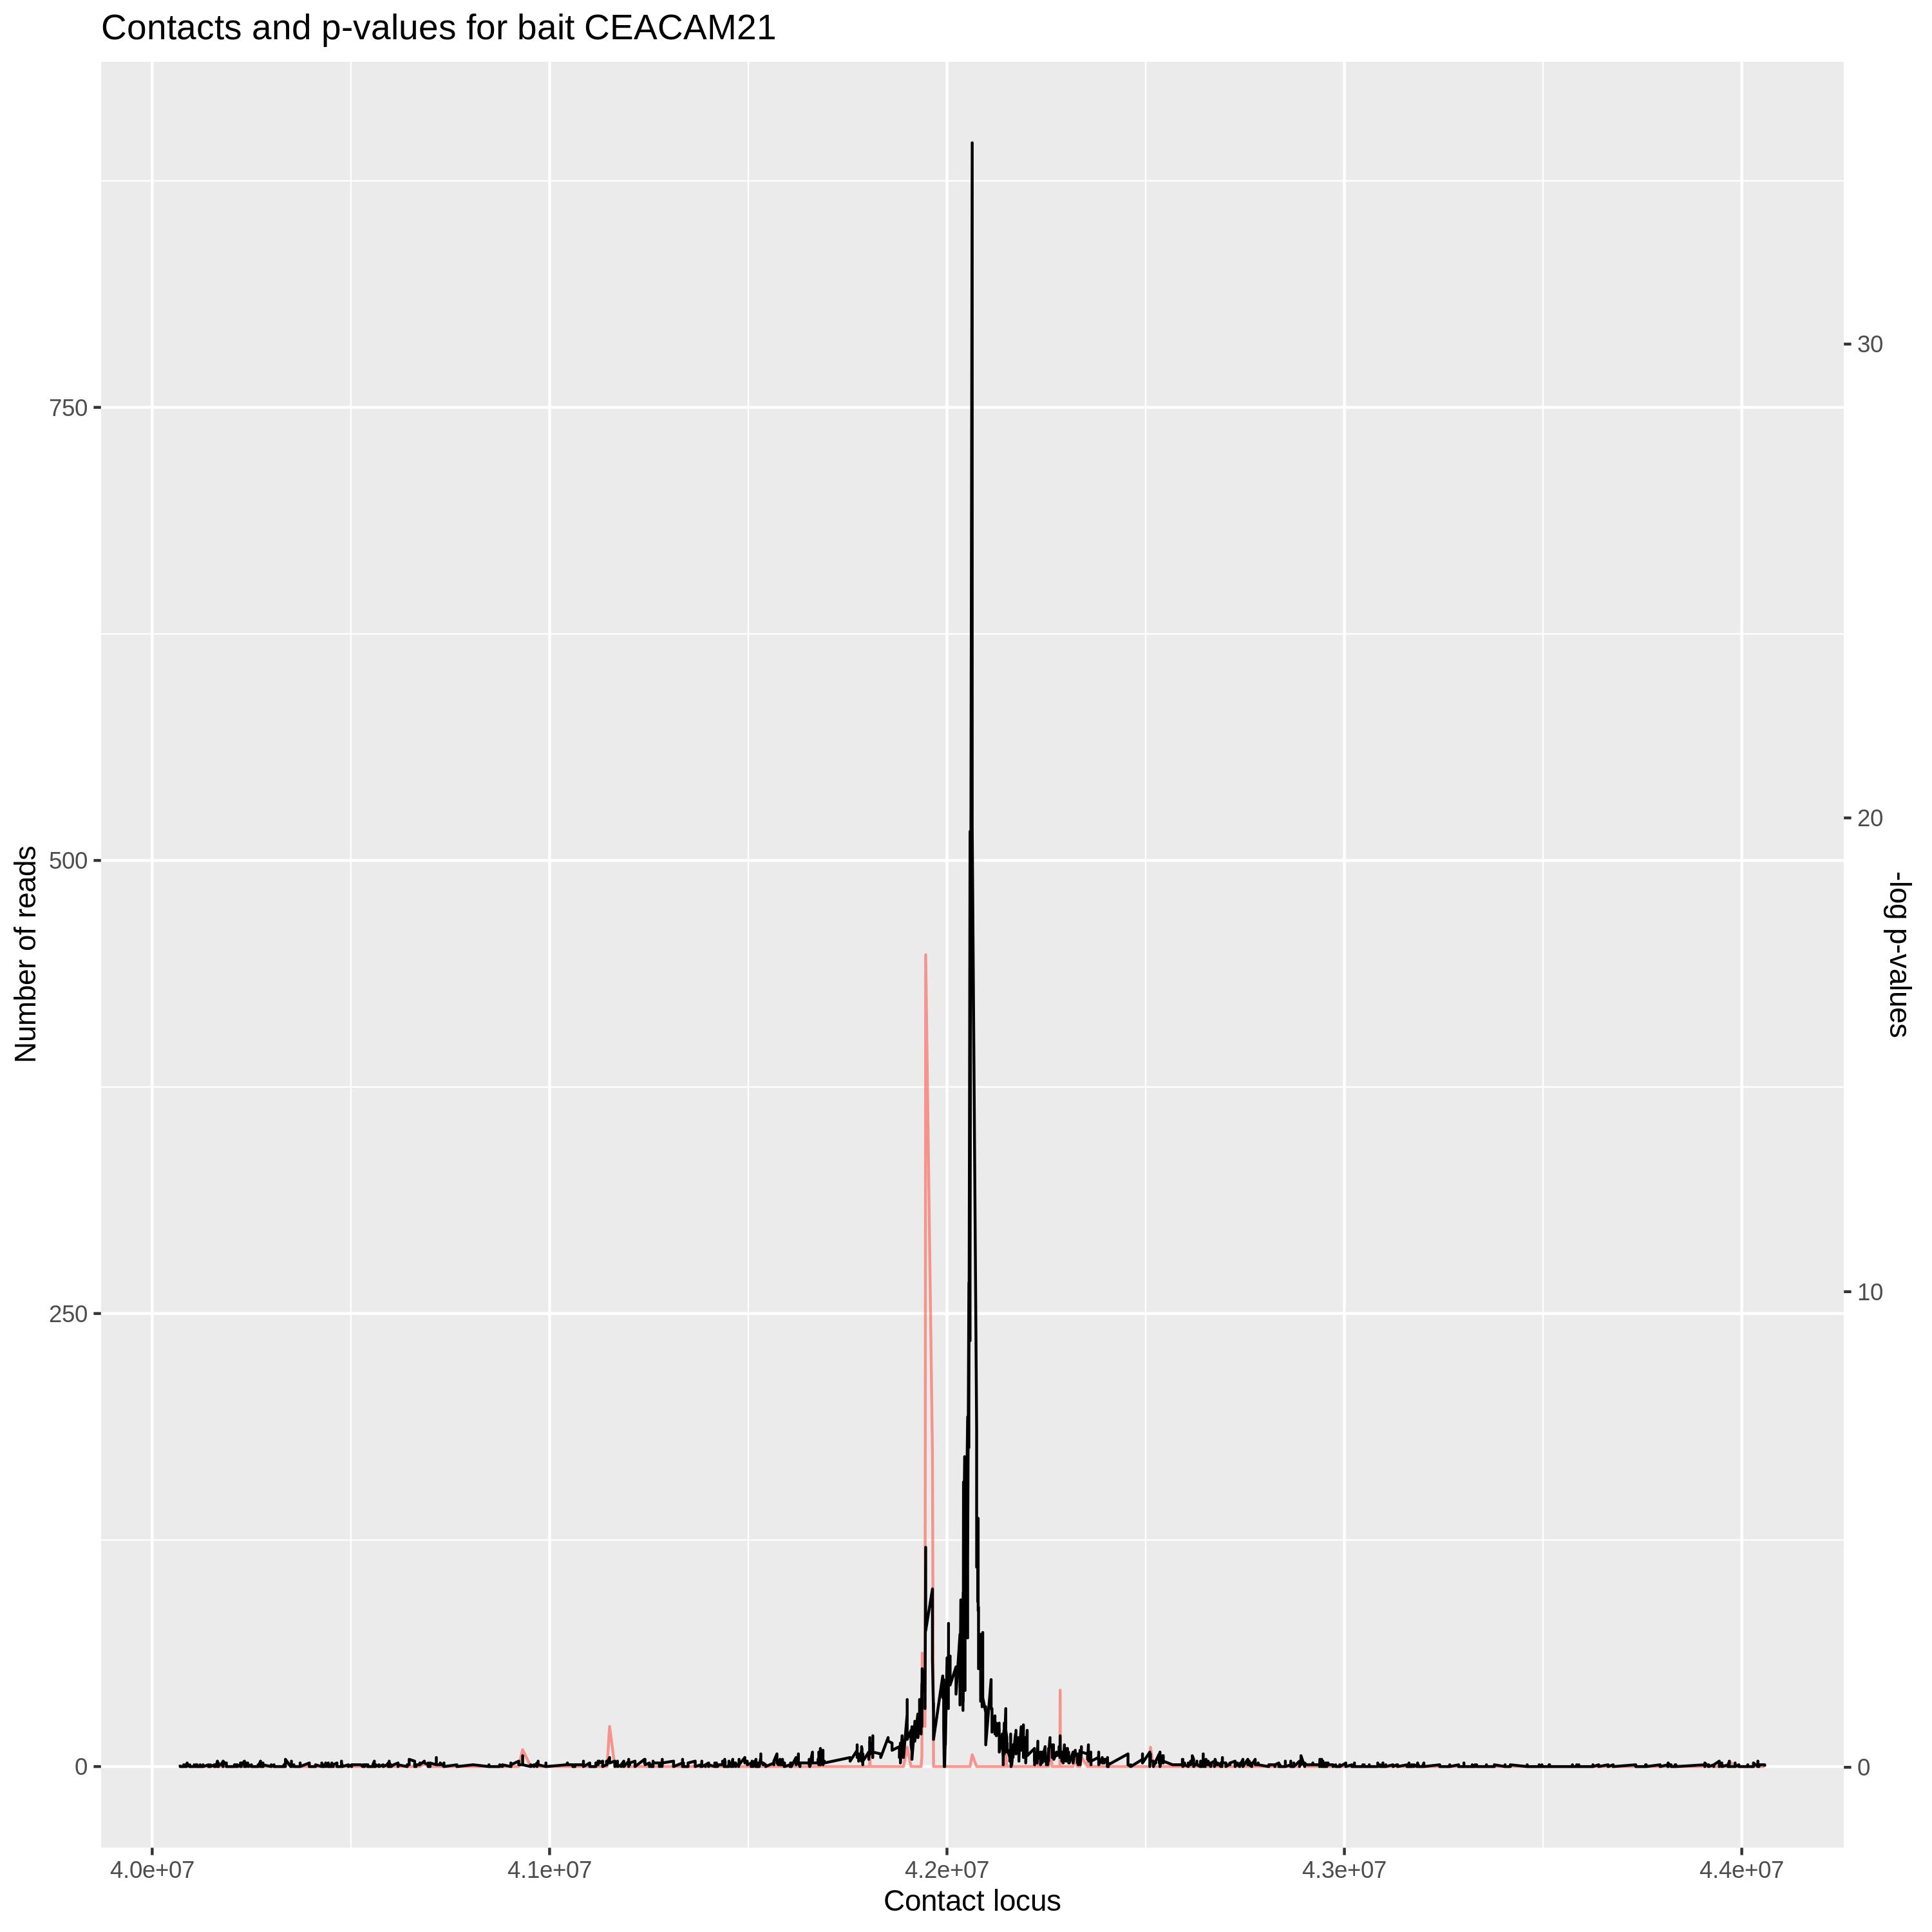 Contacts and p-values for bait CEACAM21
Number of reads
750
500
250
0
30
20
10
0
-log p-values
4.0e+07
4.1e+07
4.2e+07
4.3e+07
4.4e+07
Contact locus